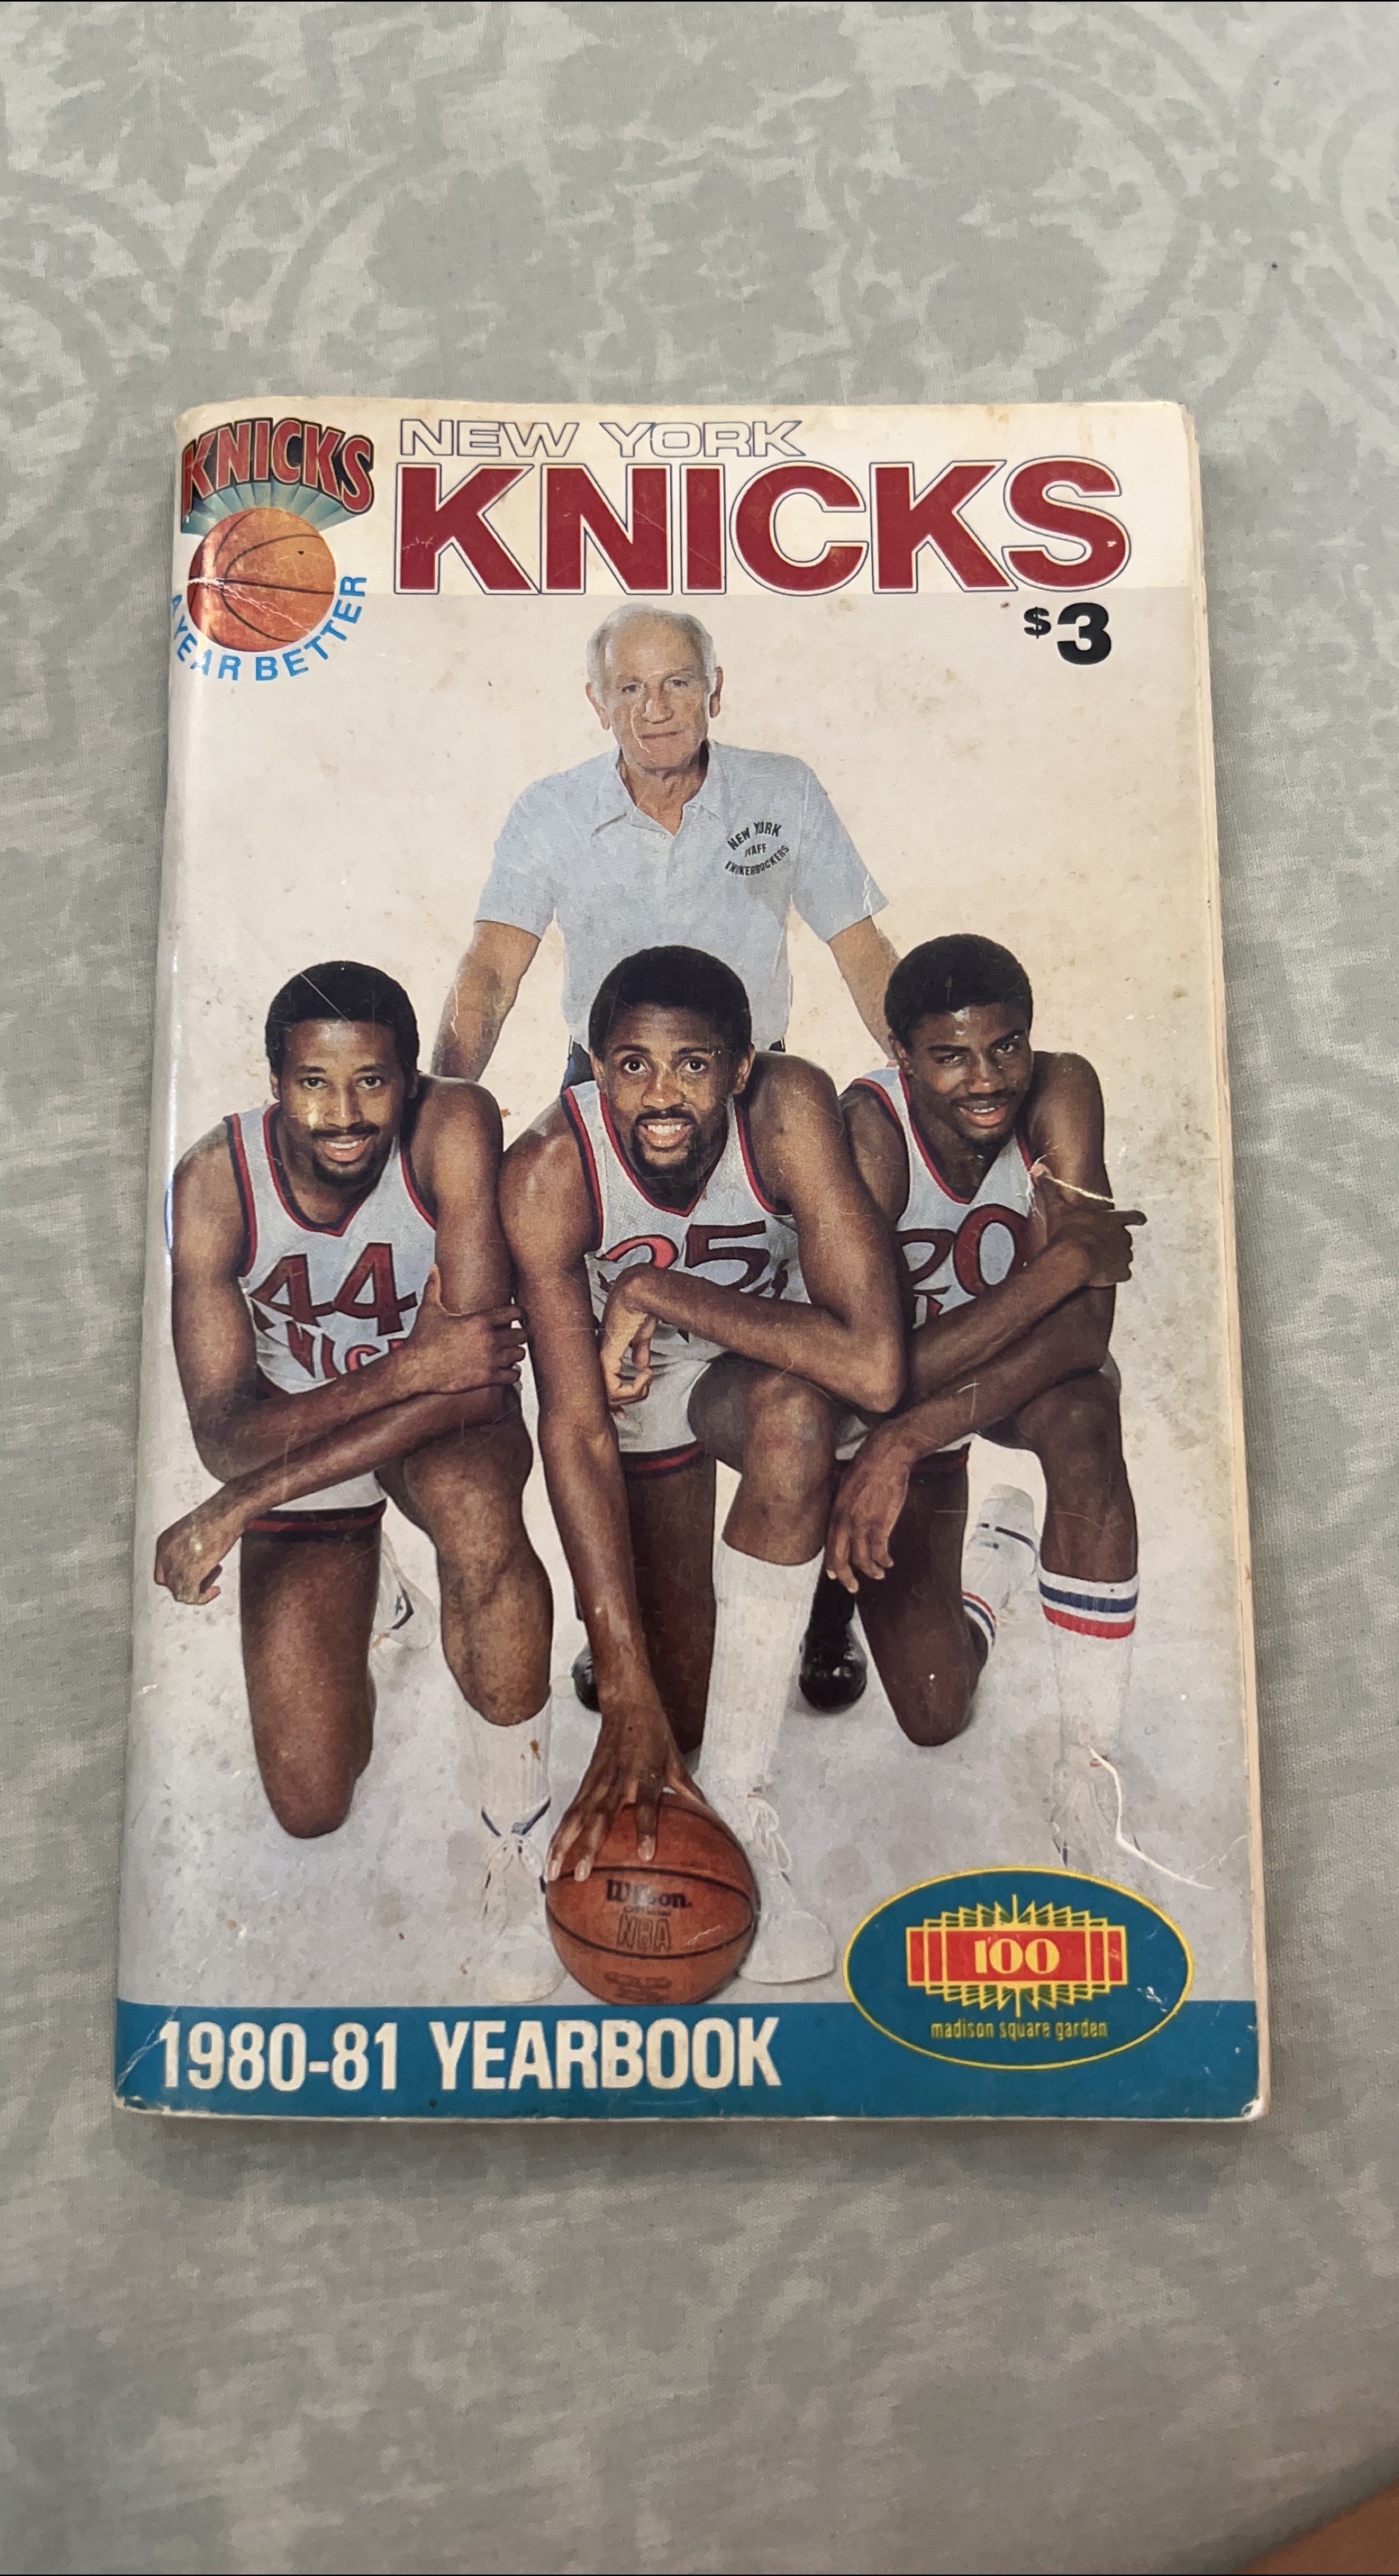 KNICKS
A YEAR BETTER
NEW YORK
KNICKS
$3
NEW YORK
STAFF
KNIKERBOCKERS
44
25
20
Wilson.
NBA
100
madison square garden
1980-81 YEARBOOK